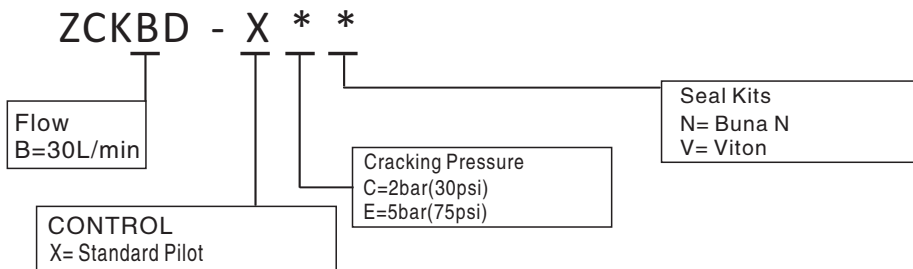 ZCKBD - X * *
Flow
B=30L/min
CONTROL
X= Standard Pilot
Cracking Pressure
C=2bar(30psi)
E=5bar(75psi)
Seal Kits
N= Buna N
V= Viton